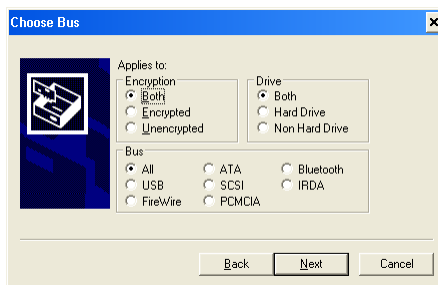 Choose Bus
Applies to:
Encryption
Drive
Both
Both
Encrypted
Hard Drive
Unencrypted
Non Hard Drive
Bus
All
ATA
Bluetooth
USB
SCSI
IRDA
FireWire
PCMCIA
Back
Next
Cancel